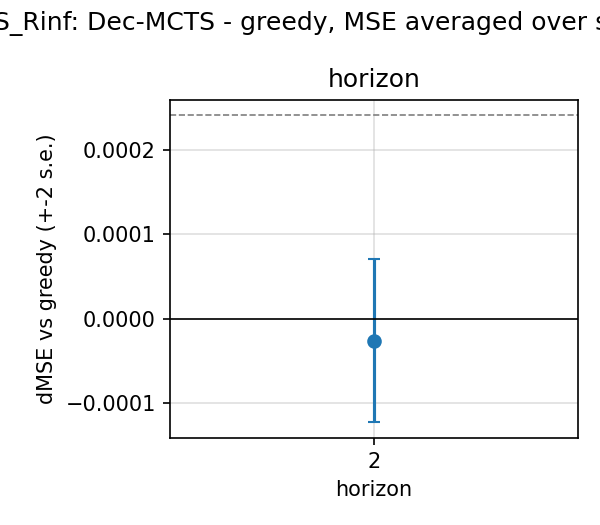 S_Rinf: Dec-MCTS - greedy, MSE averaged over s
horizon
dMSE vs greedy (+-2 s.e.)
0.0002
0.0001
0.0000
−0.0001
2
horizon